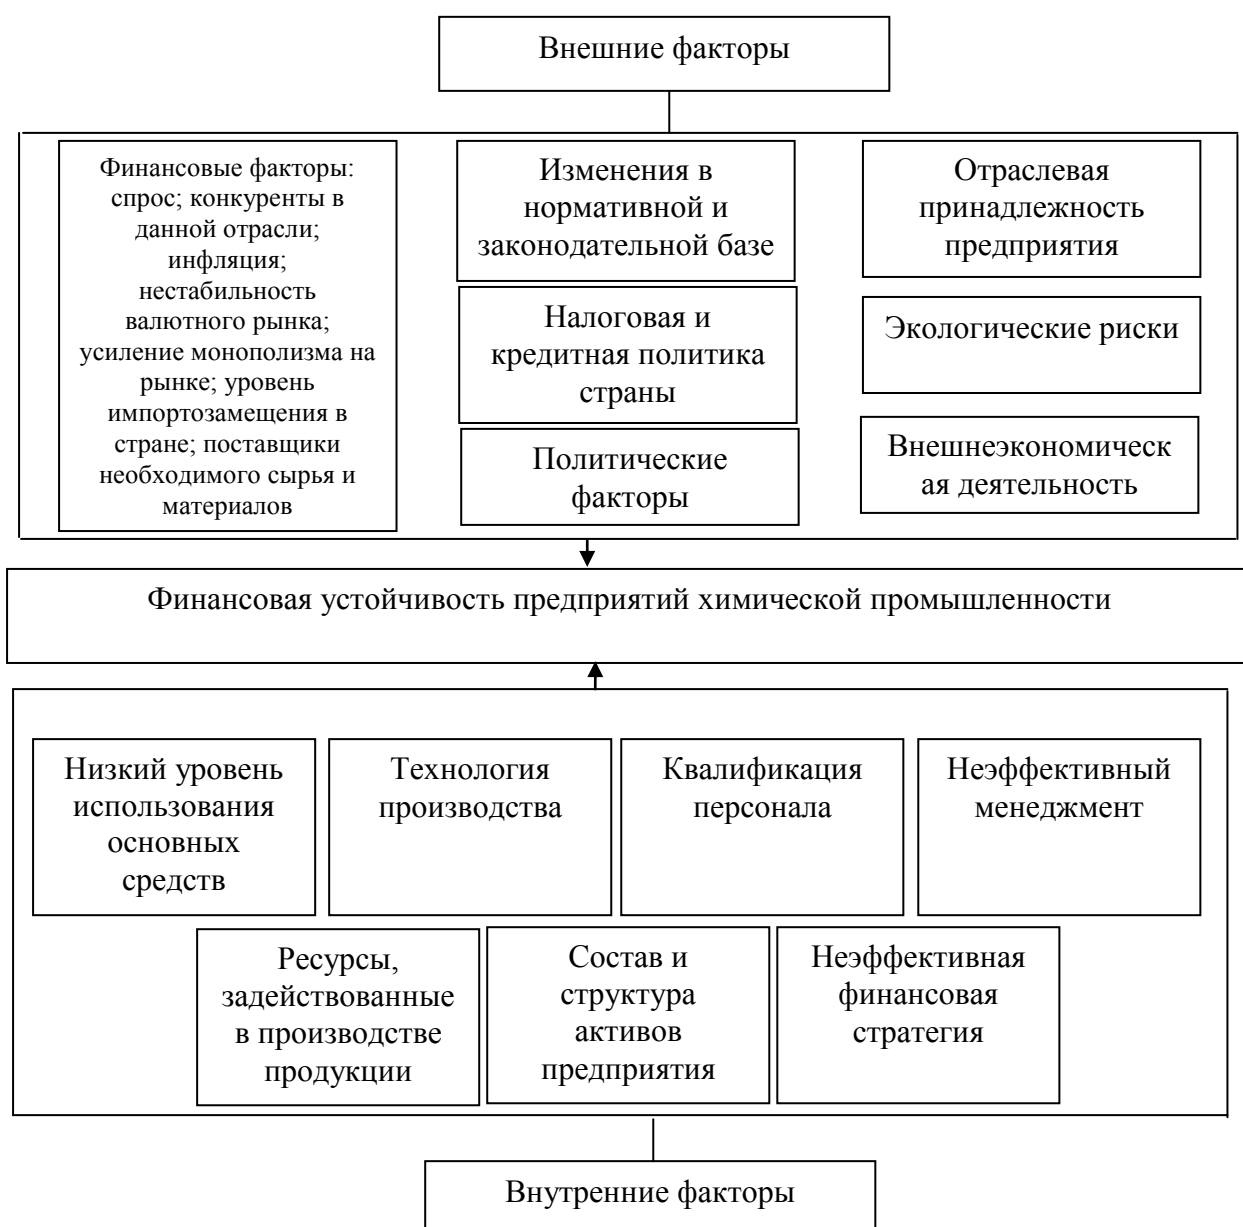 Внешние факторы
Финансовые факторы:
спрос; конкуренты в
данной отрасли;
инфляция;
нестабильность
валютного рынка;
усиление монополизма на
рынке; уровень
импортозамещения в
стране; поставщики
необходимого сырья и
материалов
Изменения в
нормативной и
законодательной базе
Налоговая и
кредитная политика
страны
Политические
факторы
Отраслевая
принадлежность
предприятия
Экологические риски
Внешнеэкономическ
ая деятельность
Финансовая устойчивость предприятий химической промышленности
Низкий уровень
использования
основных
средств
Технология
производства
Квалификация
персонала
Неэффективный
менеджмент
Ресурсы,
задействованные
в производстве
продукции
Состав и
структура
активов
предприятия
Неэффективная
финансовая
стратегия
Внутренние факторы